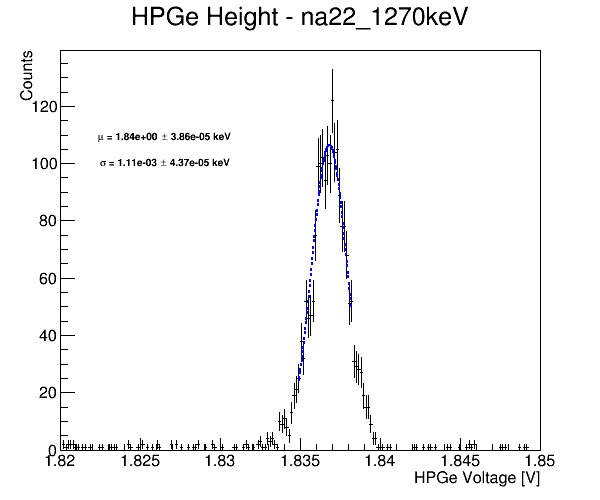 HPGe Height - na22_1270keV
Counts
μ = 1.84e+00 ± 3.86e-05 keV
σ = 1.11e-03 ± 4.37e-05 keV
120
100
80
60
40
20
0
1.82 1.825 1.83 1.835 1.84 1.845 1.85
HPGe Voltage [V]